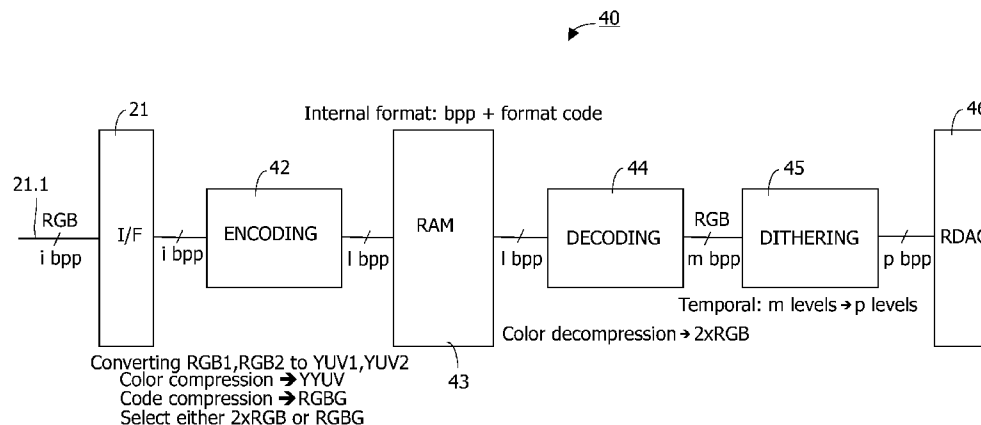 40
21
Internal format: bpp + format code
46
42
44
45
21.1
RGB
i bpp
I/F
i bpp
ENCODING
l bpp
RAM
l bpp
DECODING
RGB
m bpp
DITHERING
p bpp
RDAC
Temporal: m levels → p levels
Color decompression → 2xRGB
43
Converting RGB1,RGB2 to YUV1,YUV2
Color compression → YYUV
Code compression → RGBG
Select either 2xRGB or RGBG